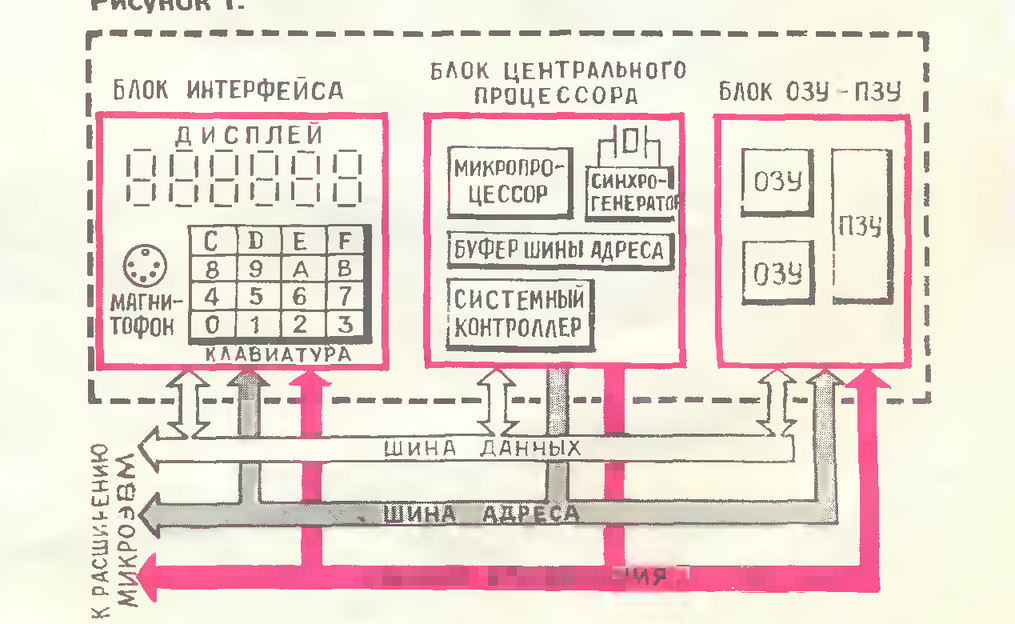 Рисунок 1.
БЛОК ИНТЕРФЕЙСА
БЛОК ЦЕНТРАЛЬНОГО
ПРОЦЕССОРА
БЛОК ОЗУ-ПЗУ
ДИСПЛЕЙ
C D E F
8 9 A B
4 5 6 7
0 1 2 3
МАГНИ-
ТОФОН
КЛАВИАТУРА
МИКРОПРО-
ЦЕССОР
СИНХРО-
ГЕНЕРАТОР
БУФЕР ШИНЫ АДРЕСА
СИСТЕМНЫЙ
КОНТРОЛЛЕР
ОЗУ
ОЗУ
ПЗУ
ШИНА ДАННЫХ
ШИНА АДРЕСА
К РАСШИРЕНИЮ
МИКРОЭВМ